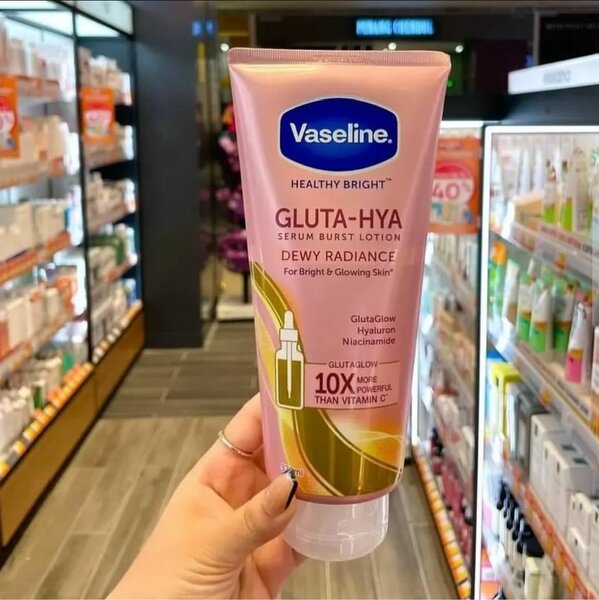 Vaseline.
HEALTHY BRIGHT™
GLUTA-HYA
SERUM BURST LOTION
DEWY RADIANCE
For Bright & Glowing Skin*
GlutaGlow
Hyaluron
Niacinamide
GLUTAGLOW
10X MORE
POWERFUL
THAN VITAMIN C*
40%